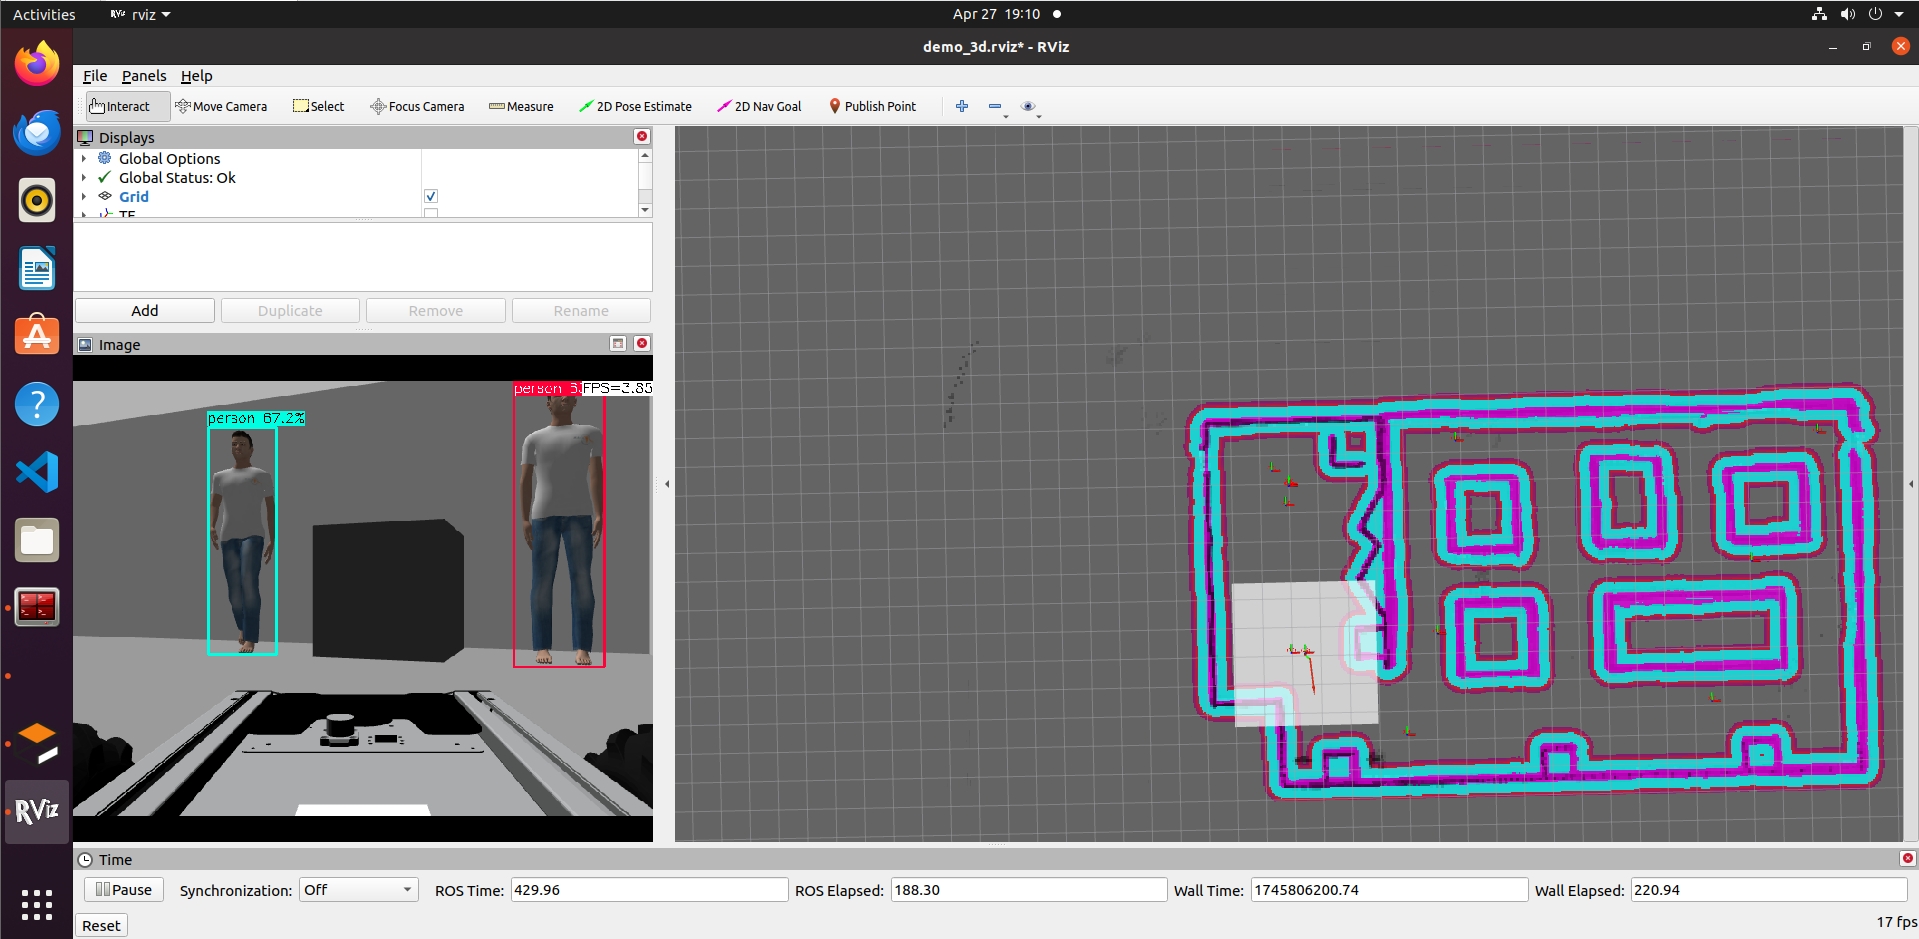 Activities
RViz rviz
Apr 27 19:10
demo_3d.rviz* - RViz
File Panels Help
Interact Move Camera Select Focus Camera Measure 2D Pose Estimate 2D Nav Goal Publish Point
Displays
Global Options
Global Status: Ok
Grid
TF
Add Duplicate Remove Rename
Image
person 67.2%
person FPS=3.85
RViz
Time
Pause Synchronization: Off ROS Time: 429.96 ROS Elapsed: 188.30 Wall Time: 1745806200.74 Wall Elapsed: 220.94
Reset
17 fps